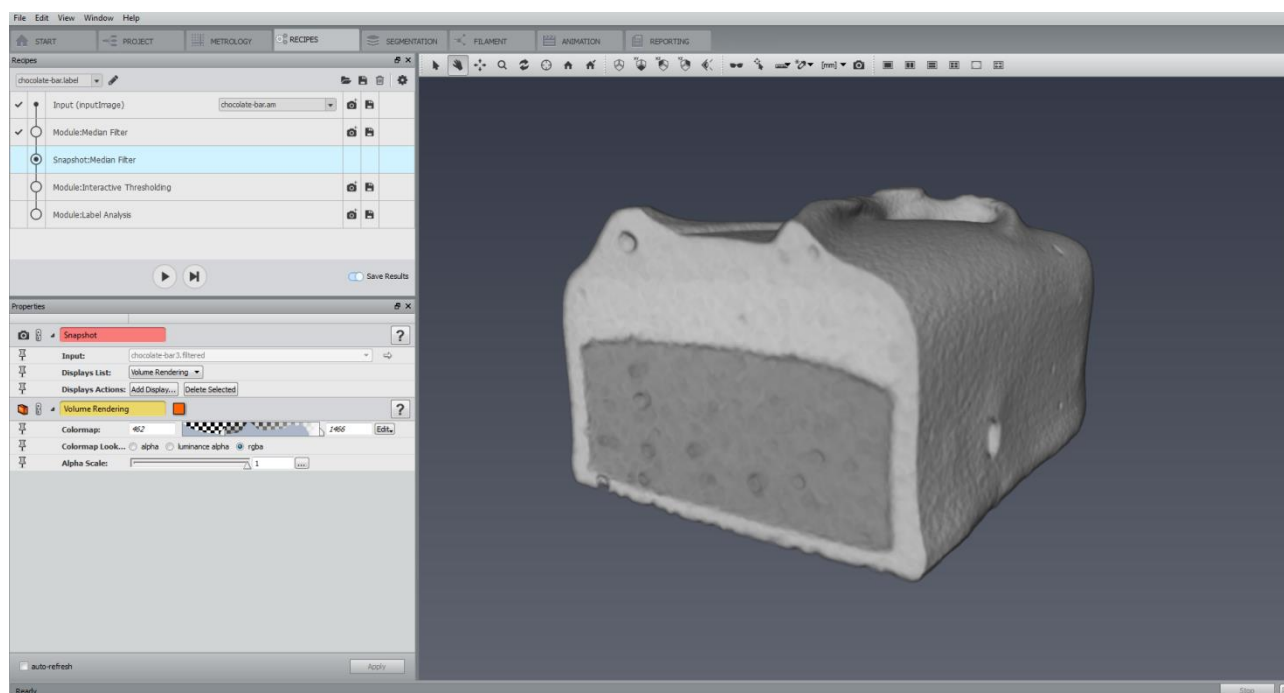 File Edit View Window Help
START PROJECT METROLOGY RECIPES SEGMENTATION FILAMENT ANIMATION REPORTING
Recipes
chocolate-bar.label
[mm]
Input (inputImage) chocolate-bar.am
Module:Median Filter
Snapshot:Median Filter
Module:Interactive Thresholding
Module:Label Analysis
Save Results
Properties
Snapshot ?
Input: chocolate-bar3.filtered
Displays List: Volume Rendering
Displays Actions: Add Display... Delete Selected
Volume Rendering ?
Colormap: 462 1466 Edit
Colormap Look... alpha luminance alpha rgba
Alpha Scale: 1 ...
auto-refresh Apply
Ready Stop